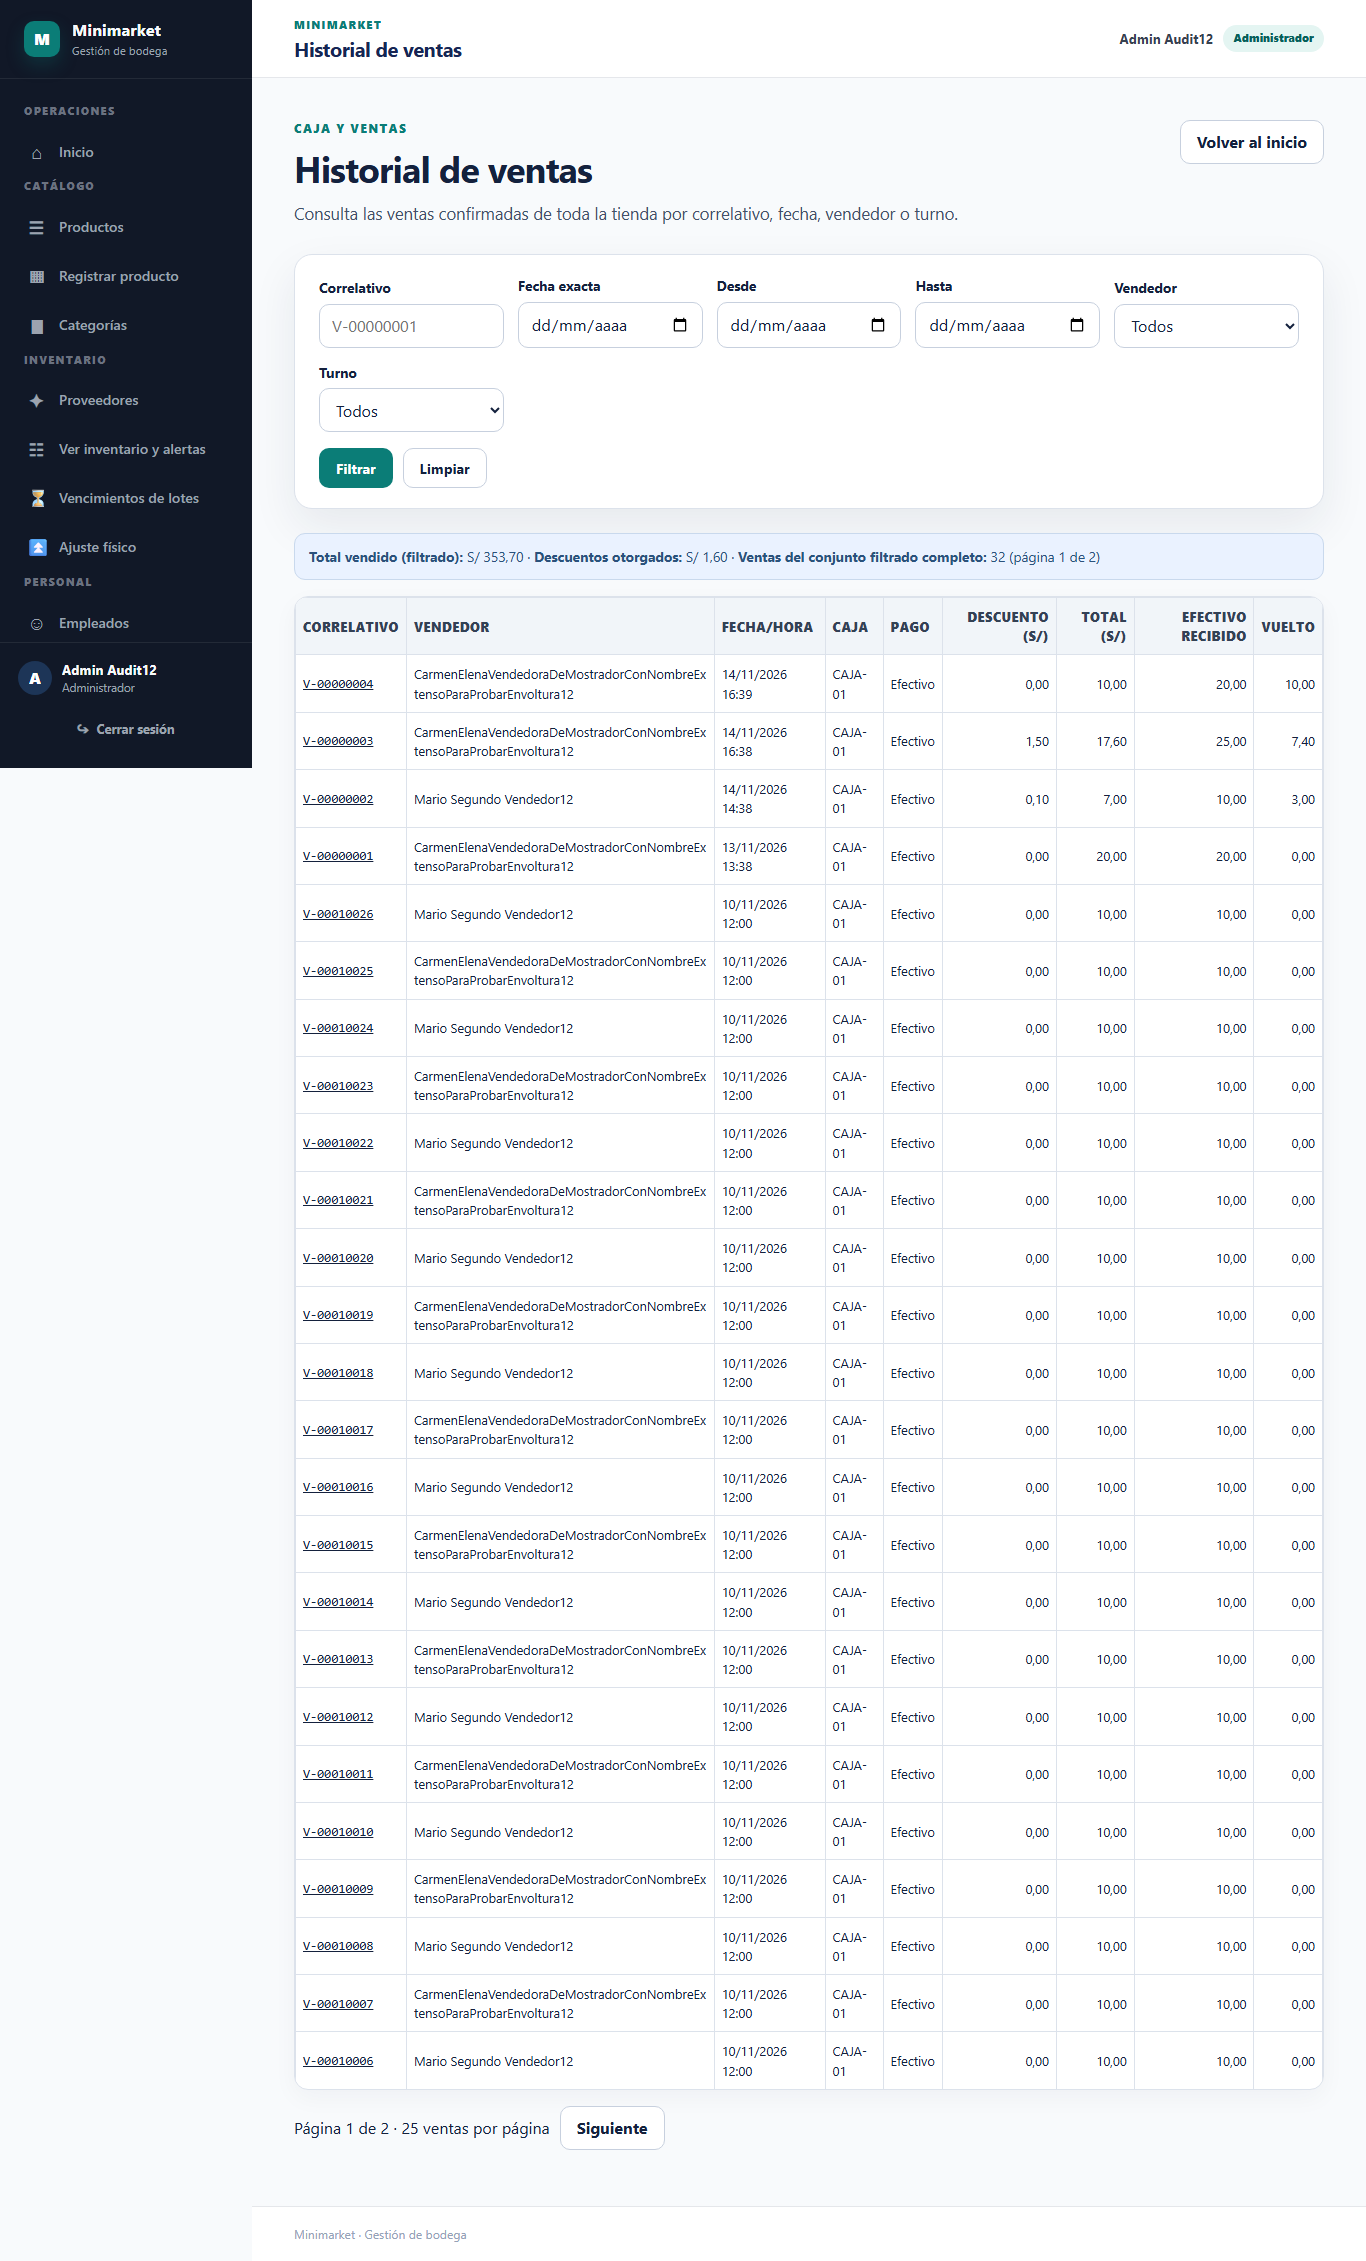 M
Minimarket
Gestión de bodega
OPERACIONES
Inicio
CATÁLOGO
Productos
Registrar producto
Categorías
INVENTARIO
Proveedores
Ver inventario y alertas
Vencimientos de lotes
Ajuste físico
PERSONAL
Empleados
A
Admin Audit12
Administrador
Cerrar sesión
MINIMARKET
Historial de ventas
Admin Audit12 Administrador
CAJA Y VENTAS
Historial de ventas
Volver al inicio
Consulta las ventas confirmadas de toda la tienda por correlativo, fecha, vendedor o turno.
Correlativo Fecha exacta Desde Hasta Vendedor
V-00000001 dd/mm/aaaa dd/mm/aaaa dd/mm/aaaa Todos
Turno
Todos
Filtrar Limpiar
Total vendido (filtrado): S/ 353,70 · Descuentos otorgados: S/ 1,60 · Ventas del conjunto filtrado completo: 32 (página 1 de 2)
CORRELATIVO VENDEDOR FECHA/HORA CAJA PAGO DESCUENTO (S/) TOTAL (S/) EFECTIVO RECIBIDO VUELTO
V-00000004 CarmenElenaVendedoraDeMostradorConNombreExtensoParaProbarEnvoltura12 14/11/2026 16:39 CAJA-01 Efectivo 0,00 10,00 20,00 10,00
V-00000003 CarmenElenaVendedoraDeMostradorConNombreExtensoParaProbarEnvoltura12 14/11/2026 16:38 CAJA-01 Efectivo 1,50 17,60 25,00 7,40
V-00000002 Mario Segundo Vendedor12 14/11/2026 14:38 CAJA-01 Efectivo 0,10 7,00 10,00 3,00
V-00000001 CarmenElenaVendedoraDeMostradorConNombreExtensoParaProbarEnvoltura12 13/11/2026 13:38 CAJA-01 Efectivo 0,00 20,00 20,00 0,00
V-00010026 Mario Segundo Vendedor12 10/11/2026 12:00 CAJA-01 Efectivo 0,00 10,00 10,00 0,00
V-00010025 CarmenElenaVendedoraDeMostradorConNombreExtensoParaProbarEnvoltura12 10/11/2026 12:00 CAJA-01 Efectivo 0,00 10,00 10,00 0,00
V-00010024 Mario Segundo Vendedor12 10/11/2026 12:00 CAJA-01 Efectivo 0,00 10,00 10,00 0,00
V-00010023 CarmenElenaVendedoraDeMostradorConNombreExtensoParaProbarEnvoltura12 10/11/2026 12:00 CAJA-01 Efectivo 0,00 10,00 10,00 0,00
V-00010022 Mario Segundo Vendedor12 10/11/2026 12:00 CAJA-01 Efectivo 0,00 10,00 10,00 0,00
V-00010021 CarmenElenaVendedoraDeMostradorConNombreExtensoParaProbarEnvoltura12 10/11/2026 12:00 CAJA-01 Efectivo 0,00 10,00 10,00 0,00
V-00010020 Mario Segundo Vendedor12 10/11/2026 12:00 CAJA-01 Efectivo 0,00 10,00 10,00 0,00
V-00010019 CarmenElenaVendedoraDeMostradorConNombreExtensoParaProbarEnvoltura12 10/11/2026 12:00 CAJA-01 Efectivo 0,00 10,00 10,00 0,00
V-00010018 Mario Segundo Vendedor12 10/11/2026 12:00 CAJA-01 Efectivo 0,00 10,00 10,00 0,00
V-00010017 CarmenElenaVendedoraDeMostradorConNombreExtensoParaProbarEnvoltura12 10/11/2026 12:00 CAJA-01 Efectivo 0,00 10,00 10,00 0,00
V-00010016 Mario Segundo Vendedor12 10/11/2026 12:00 CAJA-01 Efectivo 0,00 10,00 10,00 0,00
V-00010015 CarmenElenaVendedoraDeMostradorConNombreExtensoParaProbarEnvoltura12 10/11/2026 12:00 CAJA-01 Efectivo 0,00 10,00 10,00 0,00
V-00010014 Mario Segundo Vendedor12 10/11/2026 12:00 CAJA-01 Efectivo 0,00 10,00 10,00 0,00
V-00010013 CarmenElenaVendedoraDeMostradorConNombreExtensoParaProbarEnvoltura12 10/11/2026 12:00 CAJA-01 Efectivo 0,00 10,00 10,00 0,00
V-00010012 Mario Segundo Vendedor12 10/11/2026 12:00 CAJA-01 Efectivo 0,00 10,00 10,00 0,00
V-00010011 CarmenElenaVendedoraDeMostradorConNombreExtensoParaProbarEnvoltura12 10/11/2026 12:00 CAJA-01 Efectivo 0,00 10,00 10,00 0,00
V-00010010 Mario Segundo Vendedor12 10/11/2026 12:00 CAJA-01 Efectivo 0,00 10,00 10,00 0,00
V-00010009 CarmenElenaVendedoraDeMostradorConNombreExtensoParaProbarEnvoltura12 10/11/2026 12:00 CAJA-01 Efectivo 0,00 10,00 10,00 0,00
V-00010008 Mario Segundo Vendedor12 10/11/2026 12:00 CAJA-01 Efectivo 0,00 10,00 10,00 0,00
V-00010007 CarmenElenaVendedoraDeMostradorConNombreExtensoParaProbarEnvoltura12 10/11/2026 12:00 CAJA-01 Efectivo 0,00 10,00 10,00 0,00
V-00010006 Mario Segundo Vendedor12 10/11/2026 12:00 CAJA-01 Efectivo 0,00 10,00 10,00 0,00
Página 1 de 2 · 25 ventas por página Siguiente
Minimarket · Gestión de bodega